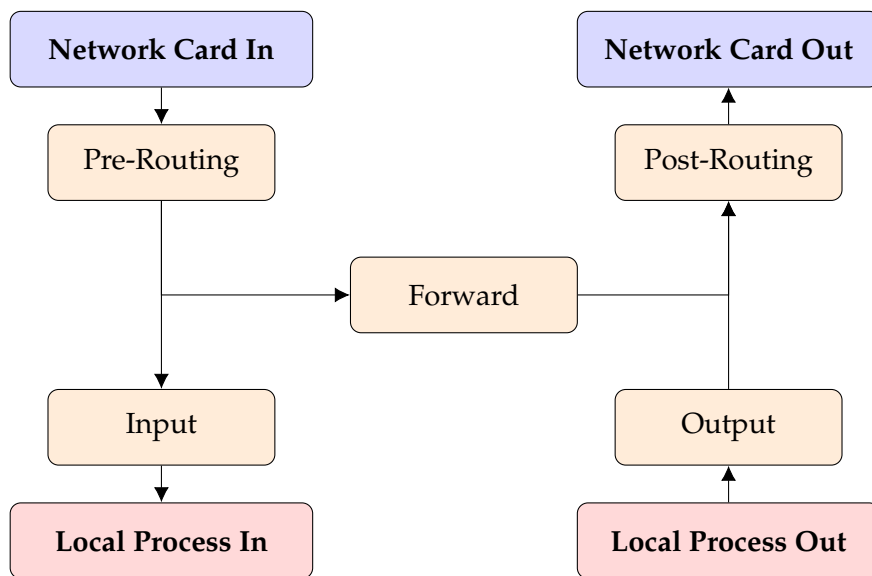 Network Card In
Network Card Out
Pre-Routing
Post-Routing
Forward
Input
Output
Local Process In
Local Process Out